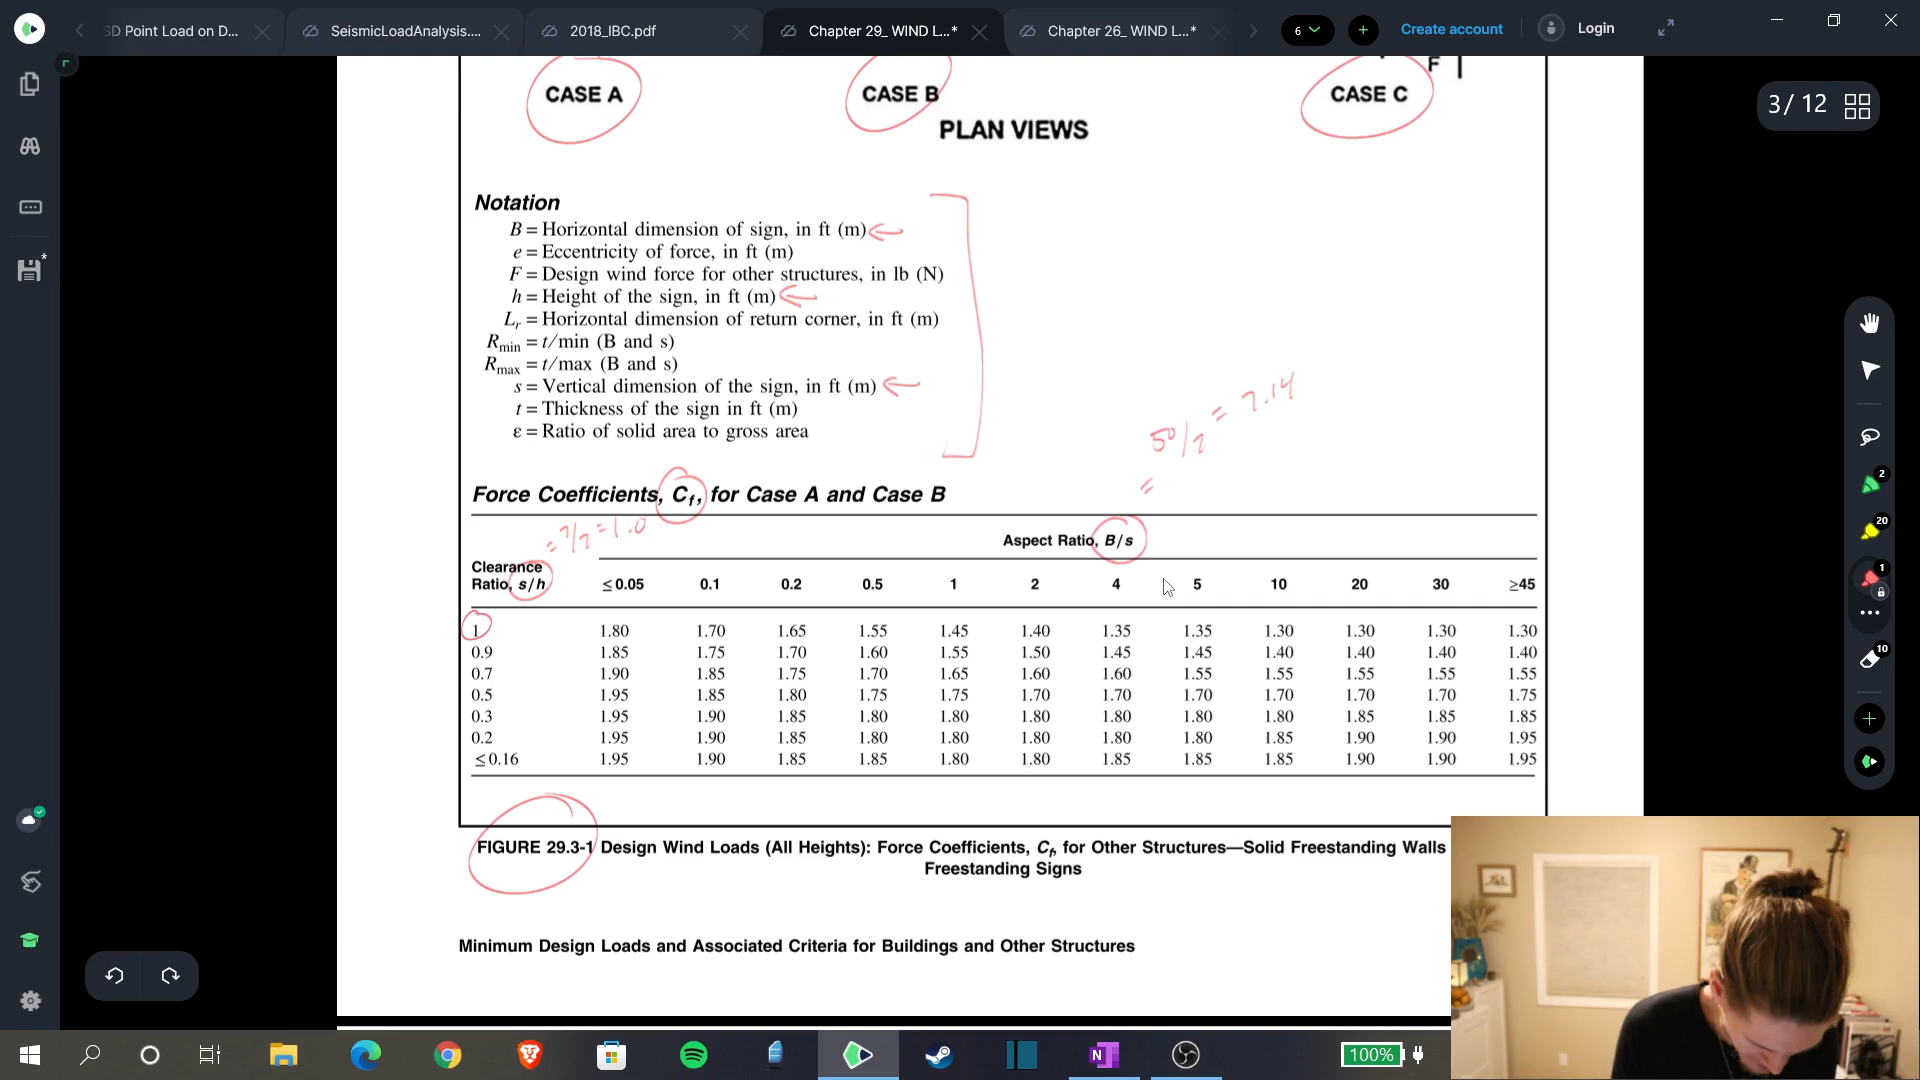 SD Point Load on D...
SeismicLoadAnalysis....
2018_IBC.pdf
Chapter 29_ WIND L...*
Chapter 26_ WIND L...*
6
Create account
Login
3/ 12
F
CASE A
CASE B
CASE C
PLAN VIEWS
Notation
B = Horizontal dimension of sign, in ft (m)
e = Eccentricity of force, in ft (m)
F = Design wind force for other structures, in lb (N)
h = Height of the sign, in ft (m)
Lr = Horizontal dimension of return corner, in ft (m)
Rmin = t/min (B and s)
Rmax = t/max (B and s)
s = Vertical dimension of the sign, in ft (m)
t = Thickness of the sign in ft (m)
ε = Ratio of solid area to gross area
= 50/7 = 7.14
Force Coefficients, Cf, for Case A and Case B
= 7/7 = 1.0
Aspect Ratio, B/s
Clearance
Ratio, s/h ≤0.05 0.1 0.2 0.5 1 2 4 5 10 20 30 ≥45
1 1.80 1.70 1.65 1.55 1.45 1.40 1.35 1.35 1.30 1.30 1.30 1.30
0.9 1.85 1.75 1.70 1.60 1.55 1.50 1.45 1.45 1.40 1.40 1.40 1.40
0.7 1.90 1.85 1.75 1.70 1.65 1.60 1.60 1.55 1.55 1.55 1.55 1.55
0.5 1.95 1.85 1.80 1.75 1.75 1.70 1.70 1.70 1.70 1.70 1.70 1.75
0.3 1.95 1.90 1.85 1.80 1.80 1.80 1.80 1.80 1.80 1.85 1.85 1.85
0.2 1.95 1.90 1.85 1.80 1.80 1.80 1.80 1.80 1.85 1.90 1.90 1.95
≤0.16 1.95 1.90 1.85 1.85 1.80 1.80 1.85 1.85 1.85 1.90 1.90 1.95
FIGURE 29.3-1 Design Wind Loads (All Heights): Force Coefficients, Cf, for Other Structures—Solid Freestanding Walls
Freestanding Signs
Minimum Design Loads and Associated Criteria for Buildings and Other Structures
2
20
1
10
N
100%